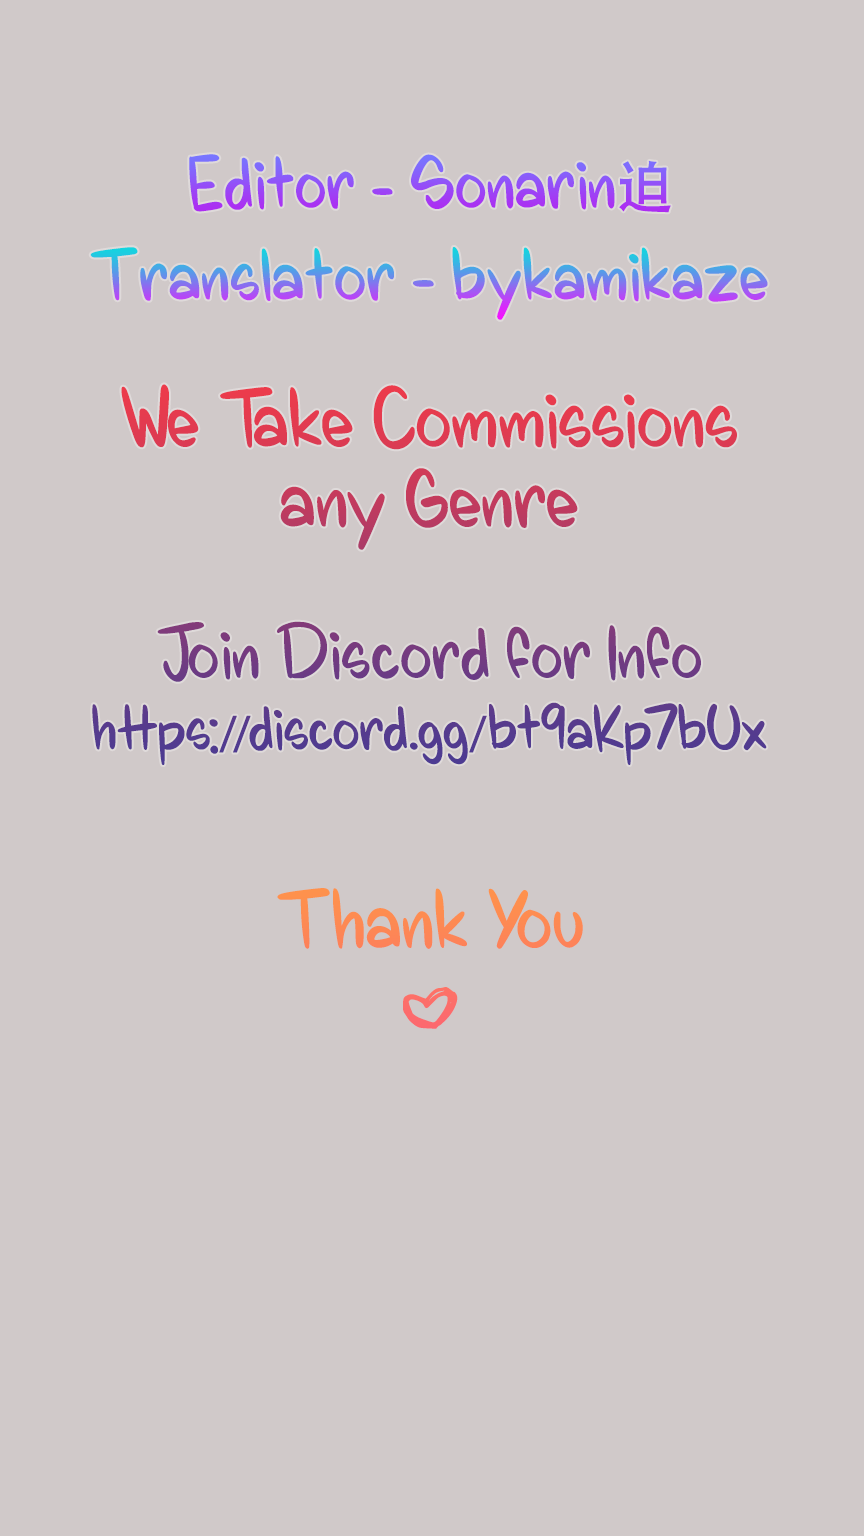 Editor - Sonarin迫
Translator - bykamikaze
We Take Commissions
any Genre
Join Discord for Info
https://discord.gg/bt9aKp7bUx
Thank You